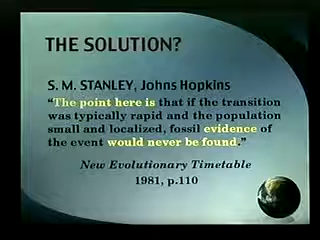 THE SOLUTION?
S. M. STANLEY, Johns Hopkins
"The point here is that if the transition
was typically rapid and the population
small and localized, fossil evidence of
the event would never be found."
New Evolutionary Timetable
1981, p.110